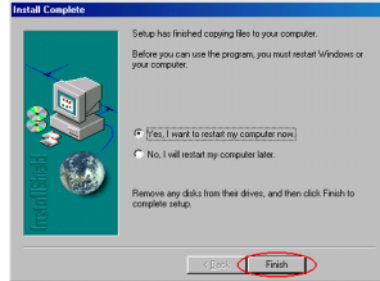 Install Complete
Setup has finished copying files to your computer.
Before you can use the program, you must restart Windows or
your computer.
Yes, I want to restart my computer now.
No, I will restart my computer later.
Remove any disks from their drives, and then click Finish to
complete setup.
InstallShield
< Back
Finish